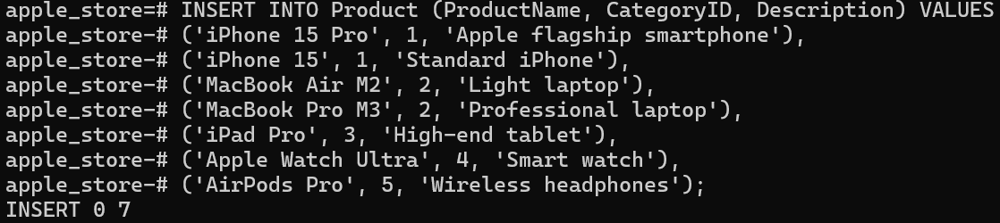 apple_store=# INSERT INTO Product (ProductName, CategoryID, Description) VALUES
apple_store-# ('iPhone 15 Pro', 1, 'Apple flagship smartphone'),
apple_store-# ('iPhone 15', 1, 'Standard iPhone'),
apple_store-# ('MacBook Air M2', 2, 'Light laptop'),
apple_store-# ('MacBook Pro M3', 2, 'Professional laptop'),
apple_store-# ('iPad Pro', 3, 'High-end tablet'),
apple_store-# ('Apple Watch Ultra', 4, 'Smart watch'),
apple_store-# ('AirPods Pro', 5, 'Wireless headphones');
INSERT 0 7